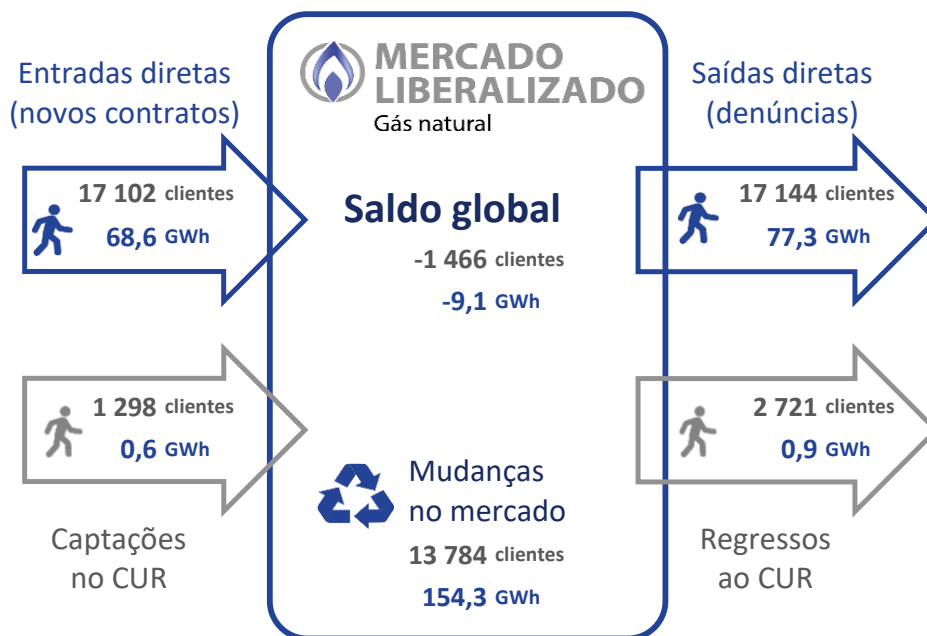 MERCADO
LIBERALIZADO
Gás natural
Entradas diretas
(novos contratos)
17 102 clientes
68,6 GWh
Saldo global
-1 466 clientes
-9,1 GWh
Saídas diretas
(denúncias)
17 144 clientes
77,3 GWh
1 298 clientes
0,6 GWh
Captações
no CUR
Mudanças
no mercado
13 784 clientes
154,3 GWh
2 721 clientes
0,9 GWh
Regressos
ao CUR